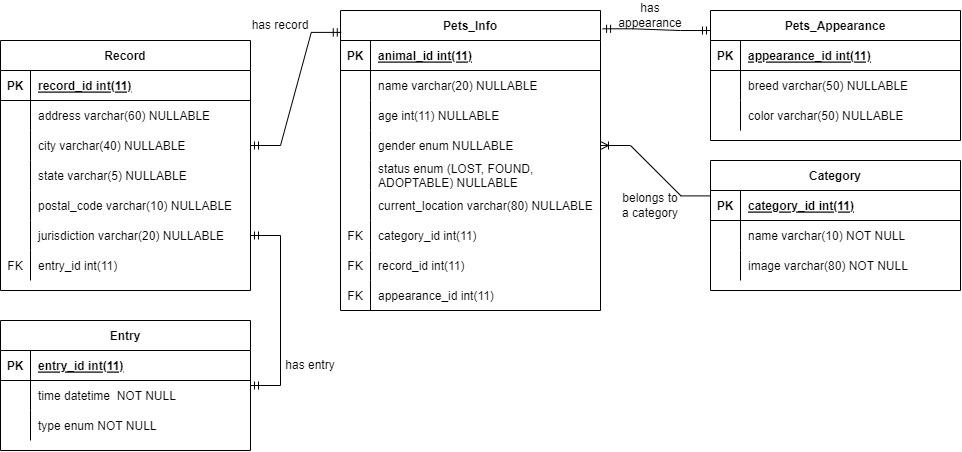 Record
PK record_id int(11)
address varchar(60) NULLABLE
city varchar(40) NULLABLE
state varchar(5) NULLABLE
postal_code varchar(10) NULLABLE
jurisdiction varchar(20) NULLABLE
FK entry_id int(11)
Entry
PK entry_id int(11)
time datetime  NOT NULL
type enum NOT NULL
has record
has entry
Pets_Info
PK animal_id int(11)
name varchar(20) NULLABLE
age int(11) NULLABLE
gender enum NULLABLE
status enum (LOST, FOUND,
ADOPTABLE) NULLABLE
current_location varchar(80) NULLABLE
FK category_id int(11)
FK record_id int(11)
FK appearance_id int(11)
has
appearance
belongs to
a category
Pets_Appearance
PK appearance_id int(11)
breed varchar(50) NULLABLE
color varchar(50) NULLABLE
Category
PK category_id int(11)
name varchar(10) NOT NULL
image varchar(80) NOT NULL